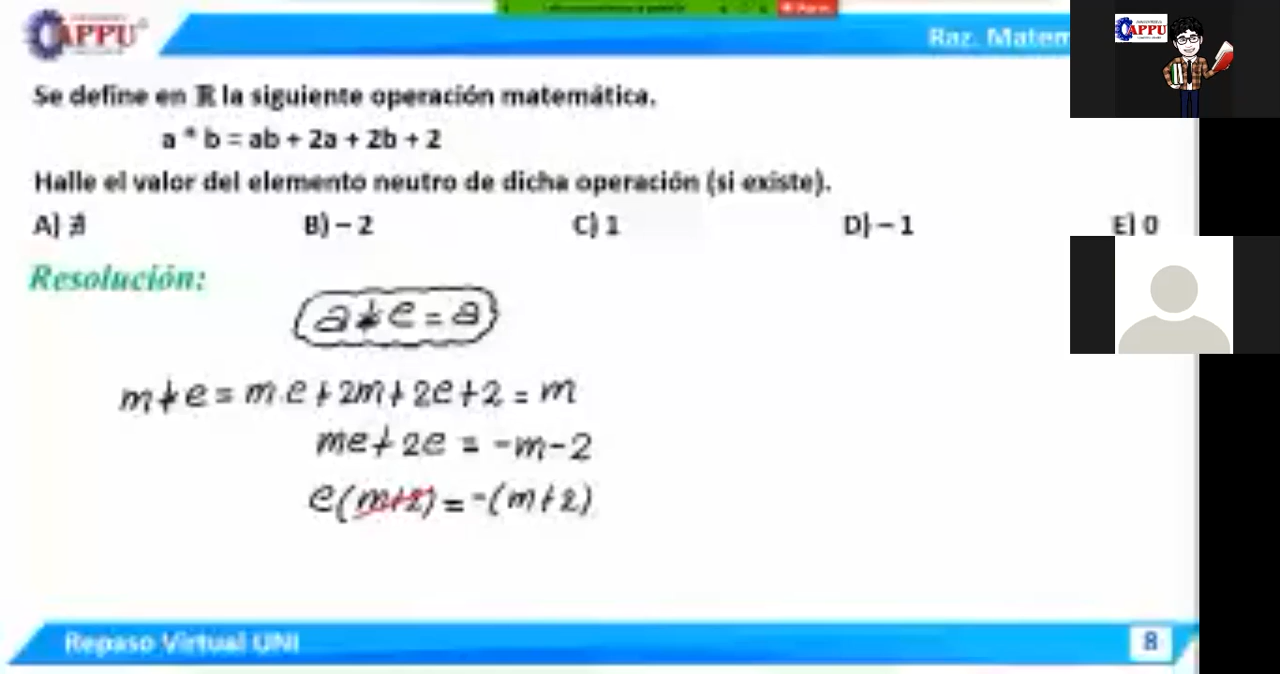 APPU
Raz. Matem
APPU
Se define en ℝ la siguiente operación matemática.
a * b = ab + 2a + 2b + 2
Halle el valor del elemento neutro de dicha operación (si existe).
A) ∄ B) – 2 C) 1 D) – 1 E) 0
Resolución:
a * e = a
m * e = m.e + 2m + 2e + 2 = m
me + 2e = -m - 2
e(m+2) = -(m+2)
Repaso Virtual UNI
8